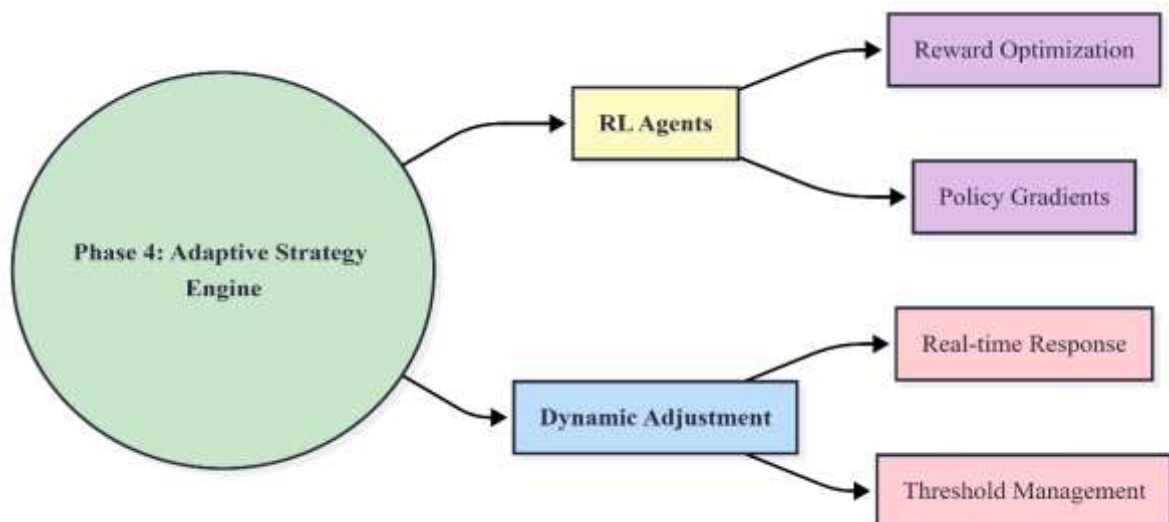 Phase 4: Adaptive Strategy
Engine
RL Agents
Reward Optimization
Policy Gradients
Dynamic Adjustment
Real-time Response
Threshold Management